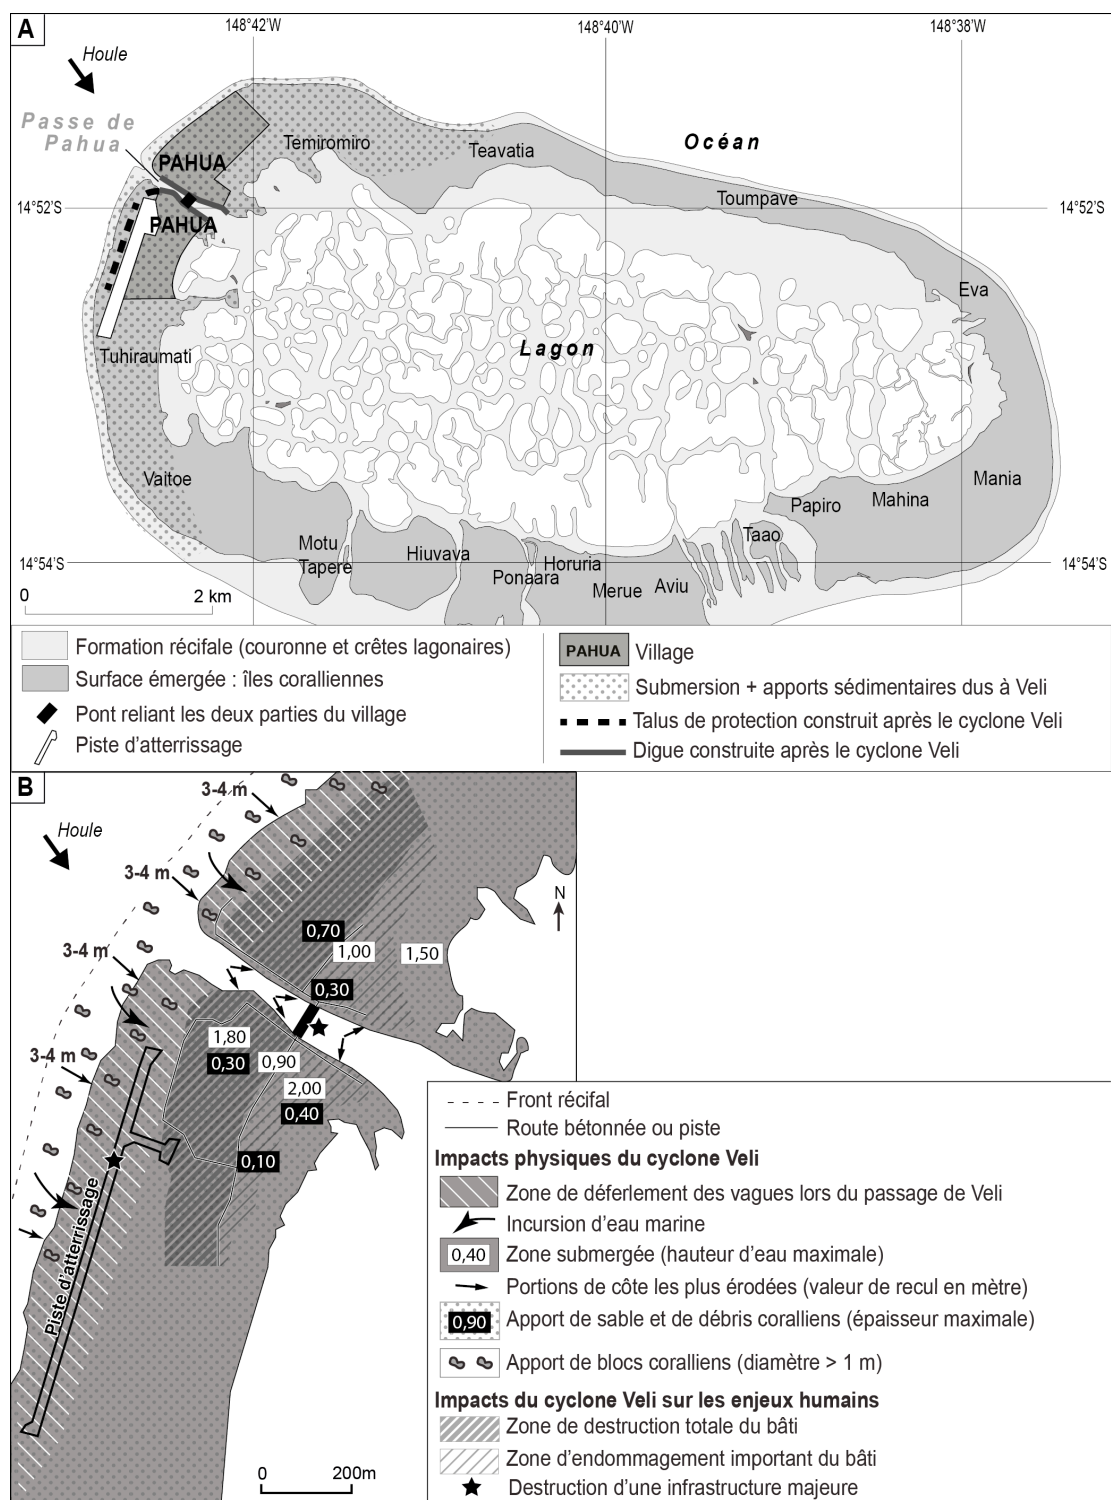 A
148°42'W
148°40'W
148°38'W
Houle
Passe de
Pahua
PAHUA
Temiromiro
Teavatia
Océan
14°52'S
PAHUA
Toumpave
14°52'S
Eva
Lagon
Tuhiraumati
Vaitoe
Mania
Papiro
Mahina
Motu
Tapere
Hiuvava
Taao
14°54'S
Ponaara
Horuria
Merue
Aviu
14°54'S
0
2 km
Formation récifale (couronne et crêtes lagonaires)
Surface émergée : îles coralliennes
Pont reliant les deux parties du village
Piste d'atterrissage
PAHUA
Village
Submersion + apports sédimentaires dus à Veli
Talus de protection construit après le cyclone Veli
Digue construite après le cyclone Veli
B
3-4 m
Houle
3-4 m
N
0,70
1,00
1,50
3-4 m
0,30
1,80
0,30
0,90
3-4 m
2,00
0,40
0,10
Piste d'atterrissage
0
200m
Front récifal
Route bétonnée ou piste
Impacts physiques du cyclone Veli
Zone de déferlement des vagues lors du passage de Veli
Incursion d'eau marine
0,40
Zone submergée (hauteur d'eau maximale)
Portions de côte les plus érodées (valeur de recul en mètre)
0,90
Apport de sable et de débris coralliens (épaisseur maximale)
Apport de blocs coralliens (diamètre > 1 m)
Impacts du cyclone Veli sur les enjeux humains
Zone de destruction totale du bâti
Zone d'endommagement important du bâti
Destruction d'une infrastructure majeure